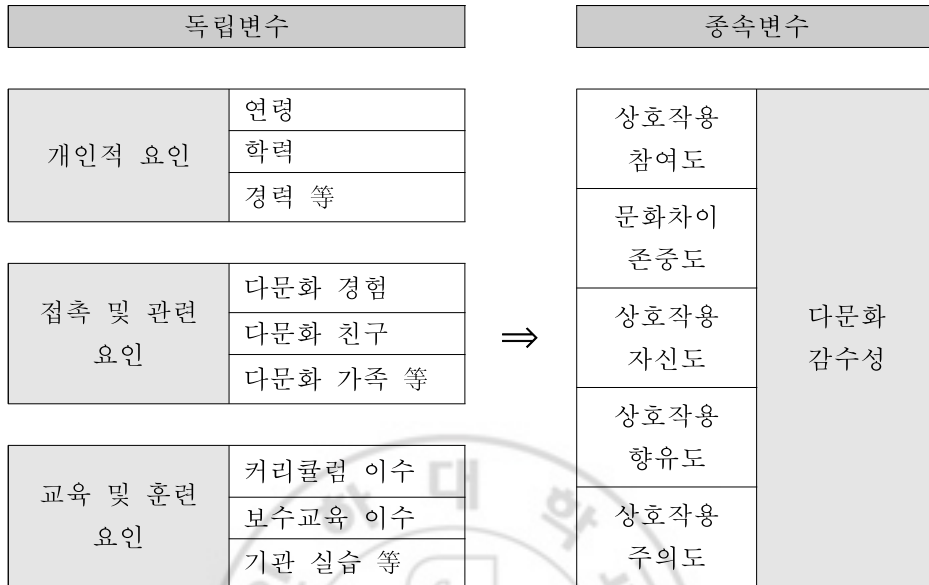 독립변수
종속변수
개인적 요인
연령
학력
경력 等
접촉 및 관련
요인
다문화 경험
다문화 친구
다문화 가족 等
교육 및 훈련
요인
커리큘럼 이수
보수교육 이수
기관 실습 等
⇒
상호작용
참여도
문화차이
존중도
상호작용
자신도
상호작용
향유도
상호작용
주의도
다문화
감수성
하 대 학